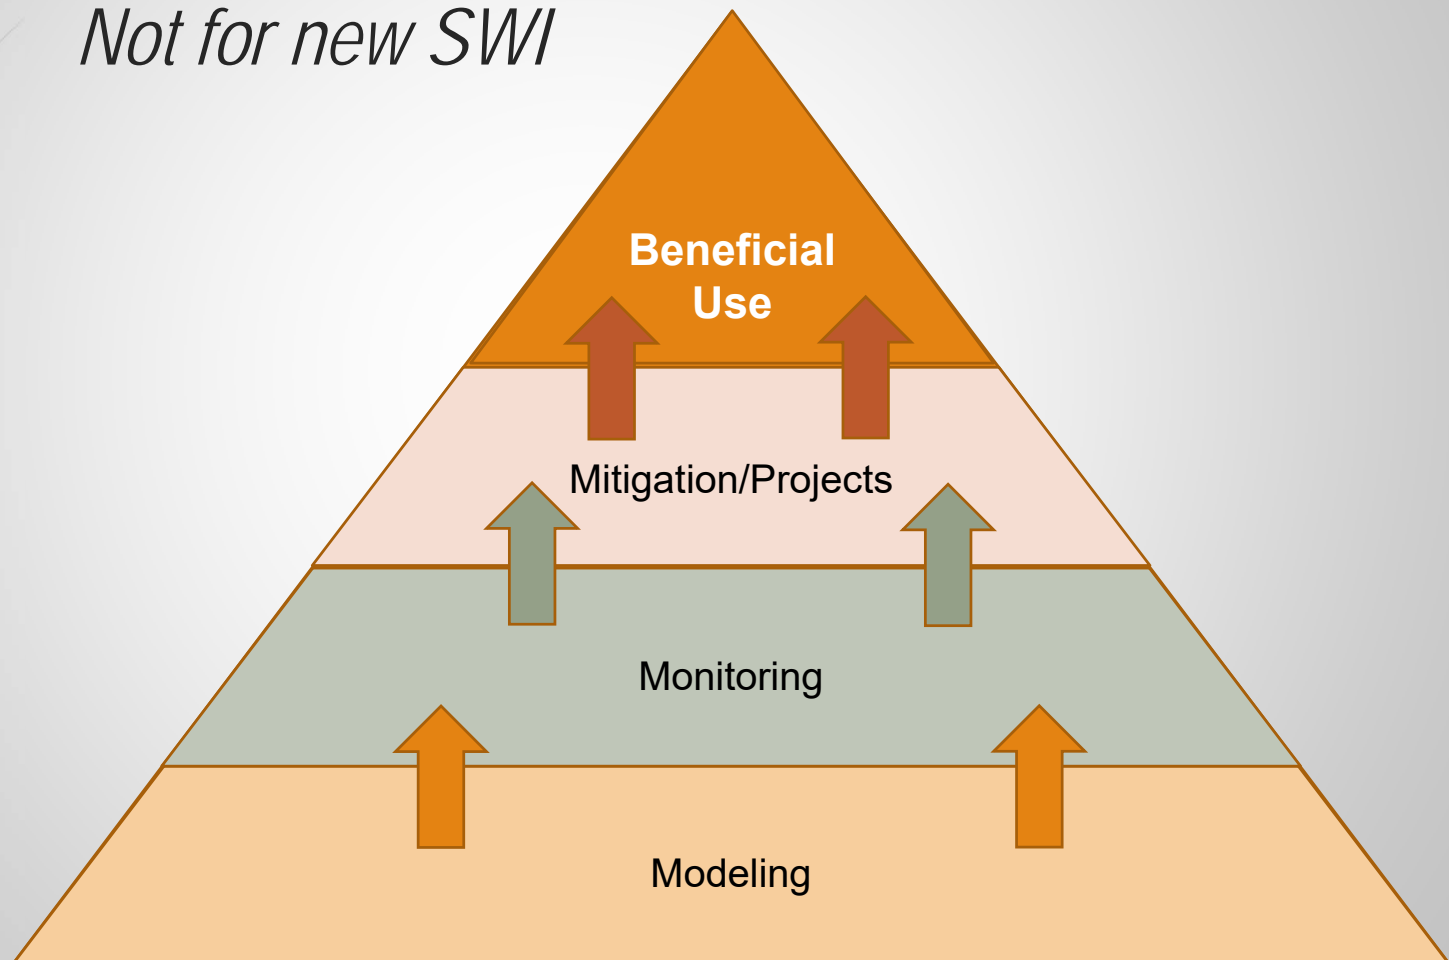 Not for new SWI
Beneficial
Use
Mitigation/Projects
Monitoring
Modeling